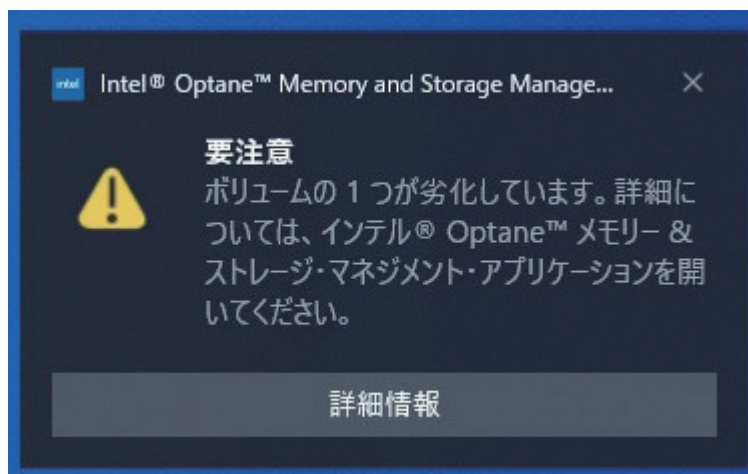 intel Intel® Optane™ Memory and Storage Manage...
要注意
ボリュームの 1 つが劣化しています。詳細に
ついては、インテル® Optane™ メモリー &
ストレージ・マネジメント・アプリケーションを開
いてください。
詳細情報